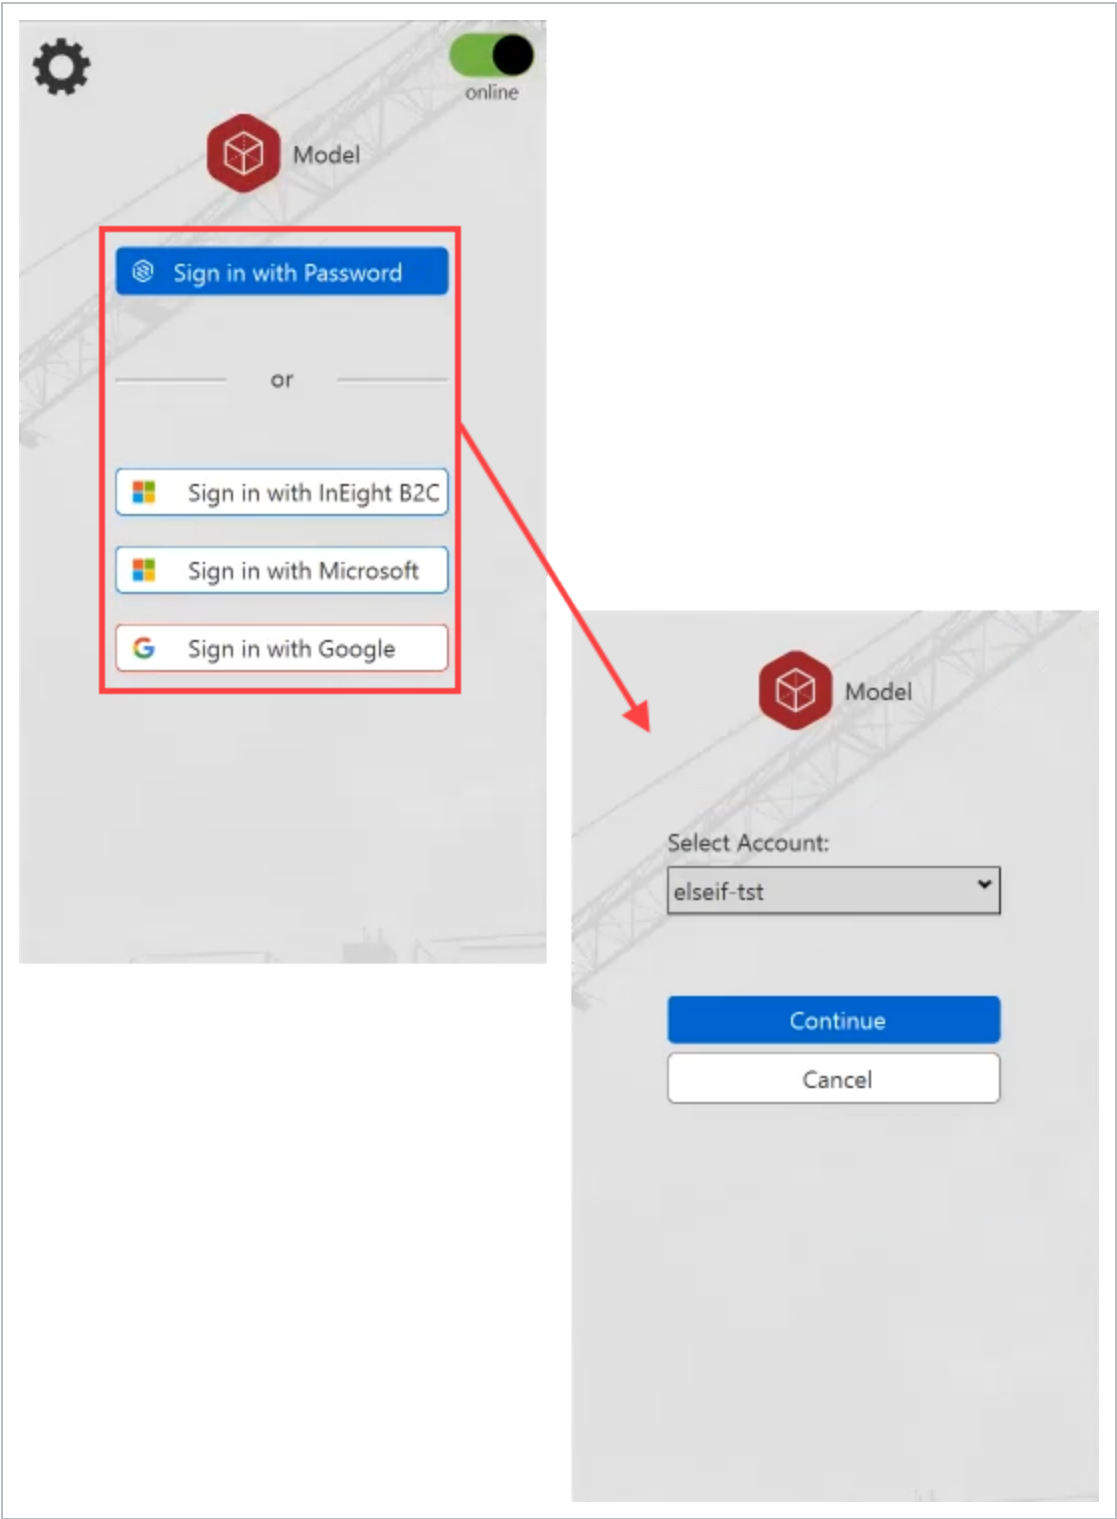 online
Model
Sign in with Password
or
Sign in with InEight B2C
Sign in with Microsoft
Sign in with Google
Model
Select Account:
elseif-tst
Continue
Cancel